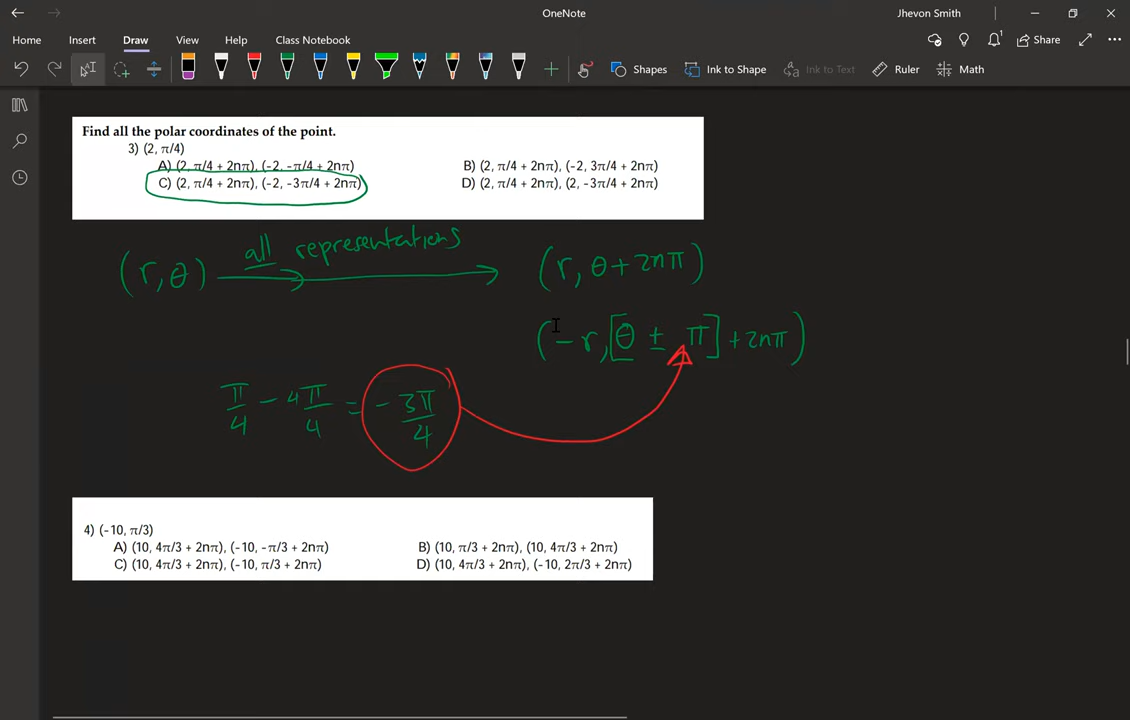 OneNote
Jhevon Smith
Home Insert Draw View Help Class Notebook
Share
Shapes Ink to Shape Ink to Text Ruler Math
Find all the polar coordinates of the point.
3) (2, π/4)
A) (2, π/4 + 2nπ), (-2, -π/4 + 2nπ) B) (2, π/4 + 2nπ), (-2, 3π/4 + 2nπ)
C) (2, π/4 + 2nπ), (-2, -3π/4 + 2nπ) D) (2, π/4 + 2nπ), (2, -3π/4 + 2nπ)
(r, θ) all representations (r, θ + 2nπ)
(-r, [θ ± π] + 2nπ)
π/4 - 4π/4 = - 3π/4
4) (-10, π/3)
A) (10, 4π/3 + 2nπ), (-10, -π/3 + 2nπ) B) (10, π/3 + 2nπ), (10, 4π/3 + 2nπ)
C) (10, 4π/3 + 2nπ), (-10, π/3 + 2nπ) D) (10, 4π/3 + 2nπ), (-10, 2π/3 + 2nπ)